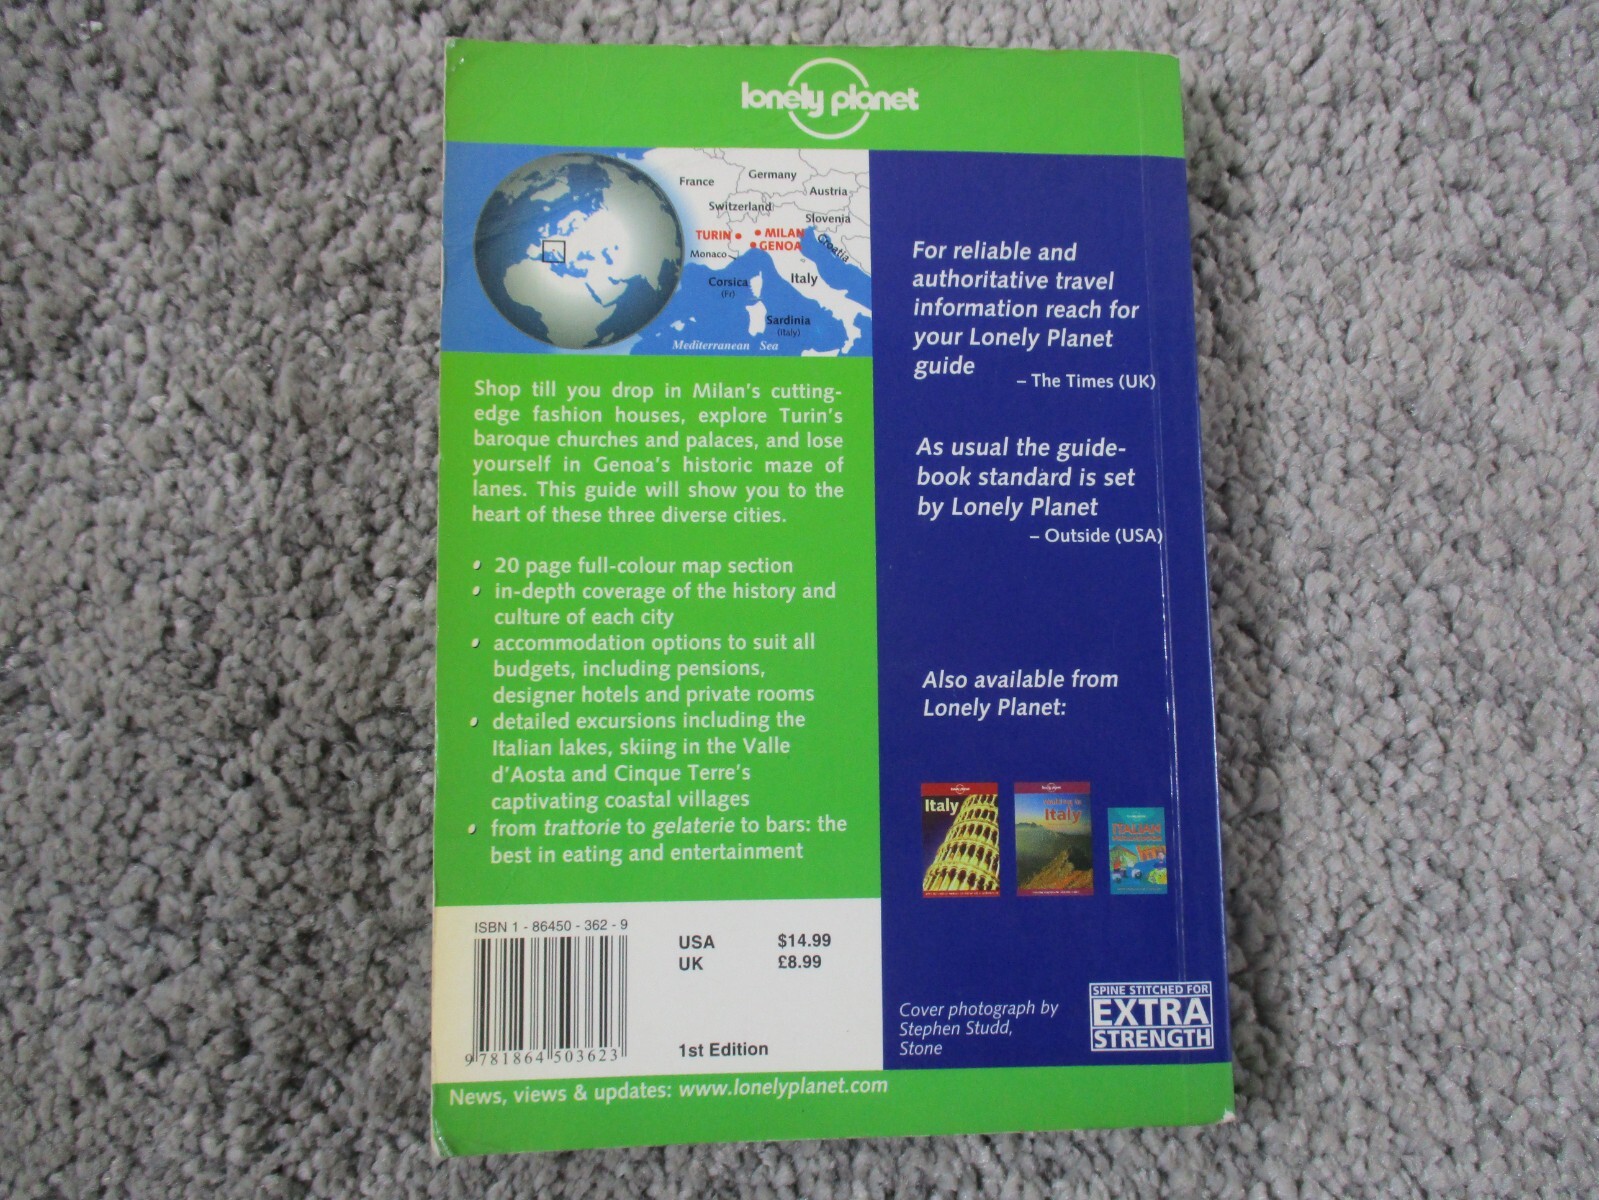 lonely planet
France
Germany
Austria
Switzerland
Slovenia
TURIN
MILAN
GENOA
Croatia
Monaco
Corsica
(Fr)
Italy
Sardinia
(Italy)
Mediterranean Sea
Shop till you drop in Milan's cutting-
edge fashion houses, explore Turin's
baroque churches and palaces, and lose
yourself in Genoa's historic maze of
lanes. This guide will show you to the
heart of these three diverse cities.
20 page full-colour map section
in-depth coverage of the history and
culture of each city
accommodation options to suit all
budgets, including pensions,
designer hotels and private rooms
detailed excursions including the
Italian lakes, skiing in the Valle
d'Aosta and Cinque Terre's
captivating coastal villages
from trattorie to gelaterie to bars: the
best in eating and entertainment
ISBN 1 - 86450 - 362 - 9
9 781864 503623
USA $14.99
UK £8.99
1st Edition
For reliable and
authoritative travel
information reach for
your Lonely Planet
guide
– The Times (UK)
As usual the guide-
book standard is set
by Lonely Planet
– Outside (USA)
Also available from
Lonely Planet:
Italy
Italy
ITALIAN
Cover photograph by
Stephen Studd,
Stone
SPINE STITCHED FOR
EXTRA
STRENGTH
News, views & updates: www.lonelyplanet.com